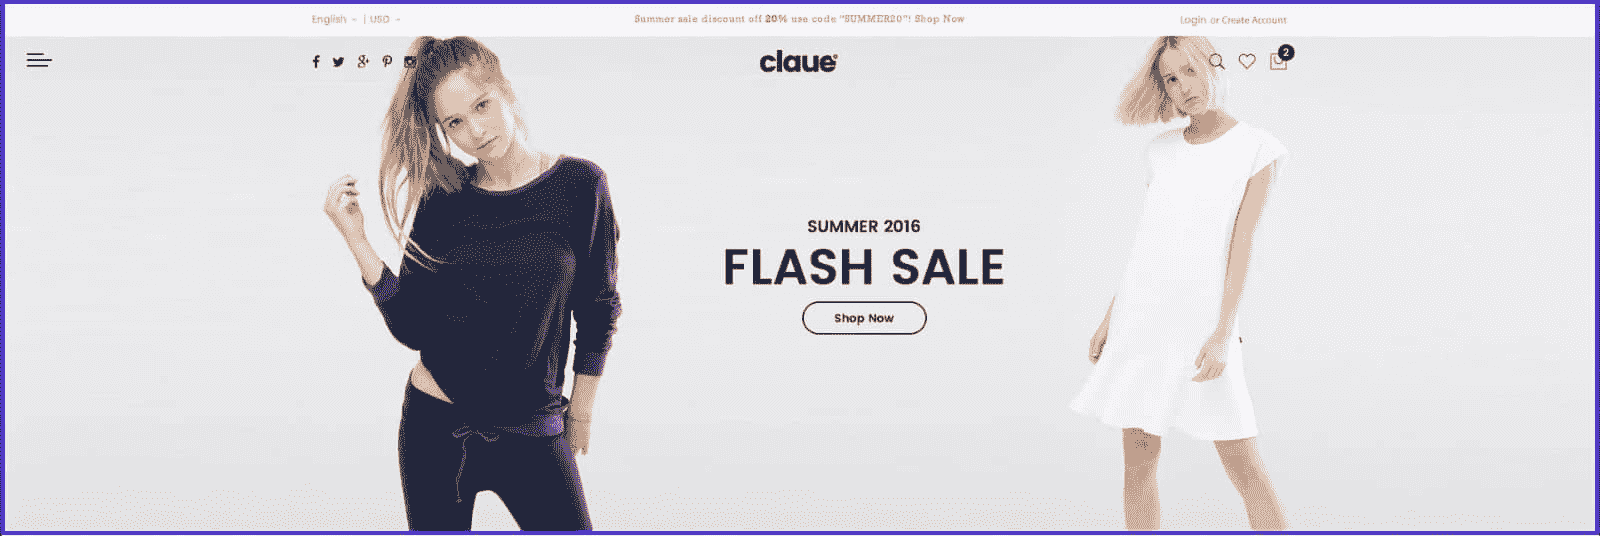 English | USD
Summer sale discount off 20% use code "SUMMER20"! Shop Now
Login or Create Account
claue
2
SUMMER 2016
FLASH SALE
Shop Now